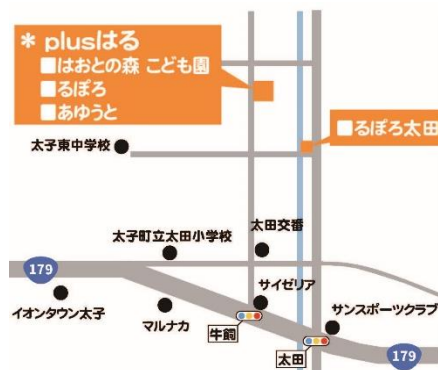 * plusはる
■はおとの森 こども園
■るぽろ
■あゆうと
■るぽろ太田
太子東中学校
太子町立太田小学校
太田交番
179
イオンタウン太子
マルナカ
サイゼリア
牛飼
サンスポーツクラブ
太田
179